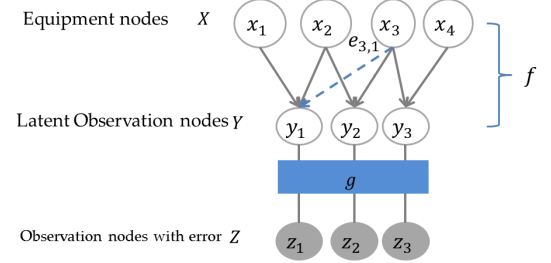 Equipment nodes X x1 x2 x3 x4
e3,1
f
Latent Observation nodes Y y1 y2 y3
g
Observation nodes with error Z z1 z2 z3